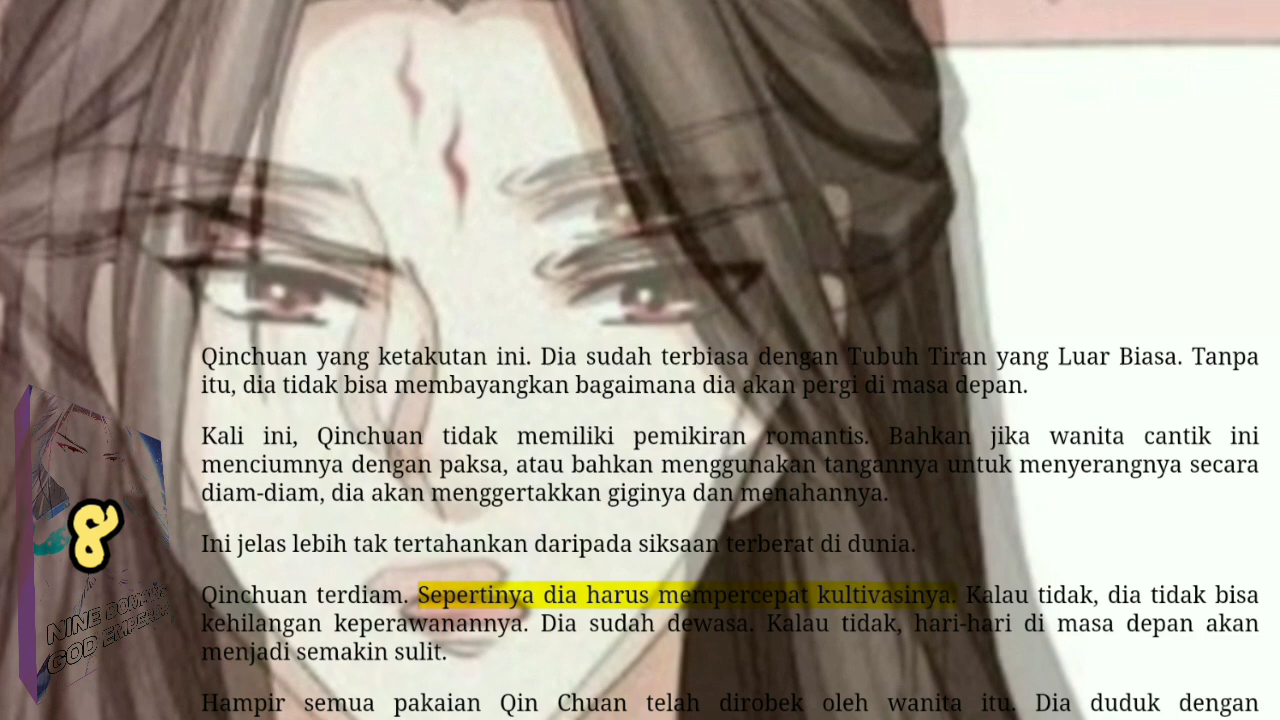 Qinchuan yang ketakutan ini. Dia sudah terbiasa dengan Tubuh Tiran yang Luar Biasa. Tanpa
itu, dia tidak bisa membayangkan bagaimana dia akan pergi di masa depan.
Kali ini, Qinchuan tidak memiliki pemikiran romantis. Bahkan jika wanita cantik ini
menciumnya dengan paksa, atau bahkan menggunakan tangannya untuk menyerangnya secara
diam-diam, dia akan menggertakkan giginya dan menahannya.
Ini jelas lebih tak tertahankan daripada siksaan terberat di dunia.
Qinchuan terdiam. Sepertinya dia harus mempercepat kultivasinya. Kalau tidak, dia tidak bisa
kehilangan keperawanannya. Dia sudah dewasa. Kalau tidak, hari-hari di masa depan akan
menjadi semakin sulit.
Hampir semua pakaian Qin Chuan telah dirobek oleh wanita itu. Dia duduk dengan
8
NINE DOMAIN
GOD EMPEROR